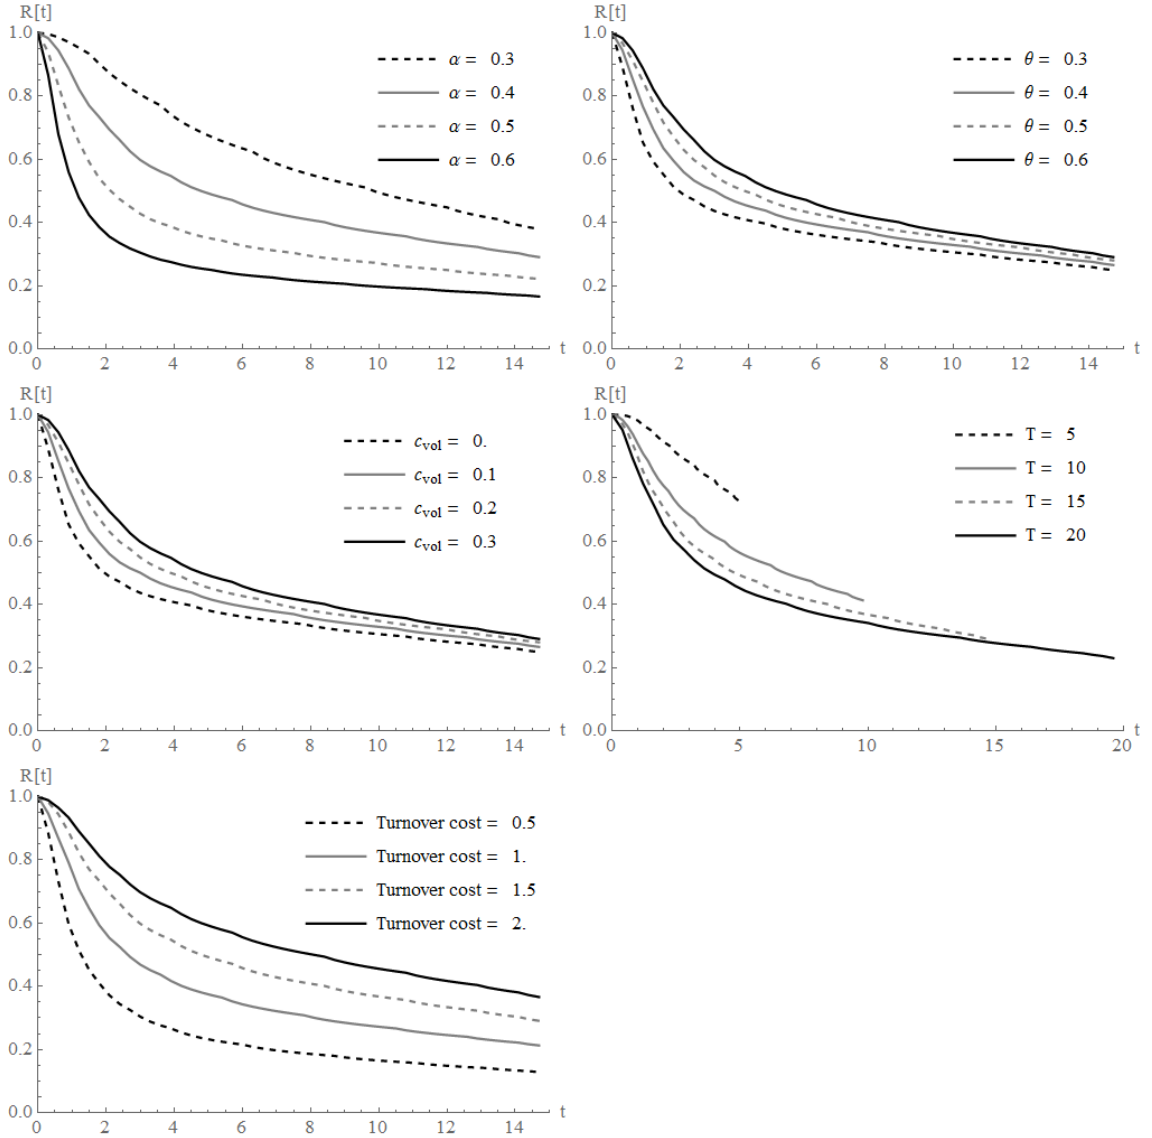 R[t]
1.0
0.8
0.6
0.4
0.2
0.0
0 2 4 6 8 10 12 14 t
α = 0.3
α = 0.4
α = 0.5
α = 0.6
R[t]
1.0
0.8
0.6
0.4
0.2
0.0
0 2 4 6 8 10 12 14 t
θ = 0.3
θ = 0.4
θ = 0.5
θ = 0.6
R[t]
1.0
0.8
0.6
0.4
0.2
0.0
0 2 4 6 8 10 12 14 t
cvol = 0.
cvol = 0.1
cvol = 0.2
cvol = 0.3
R[t]
1.0
0.8
0.6
0.4
0.2
0.0
0 5 10 15 20 t
T = 5
T = 10
T = 15
T = 20
R[t]
1.0
0.8
0.6
0.4
0.2
0.0
0 2 4 6 8 10 12 14 t
Turnover cost = 0.5
Turnover cost = 1.
Turnover cost = 1.5
Turnover cost = 2.